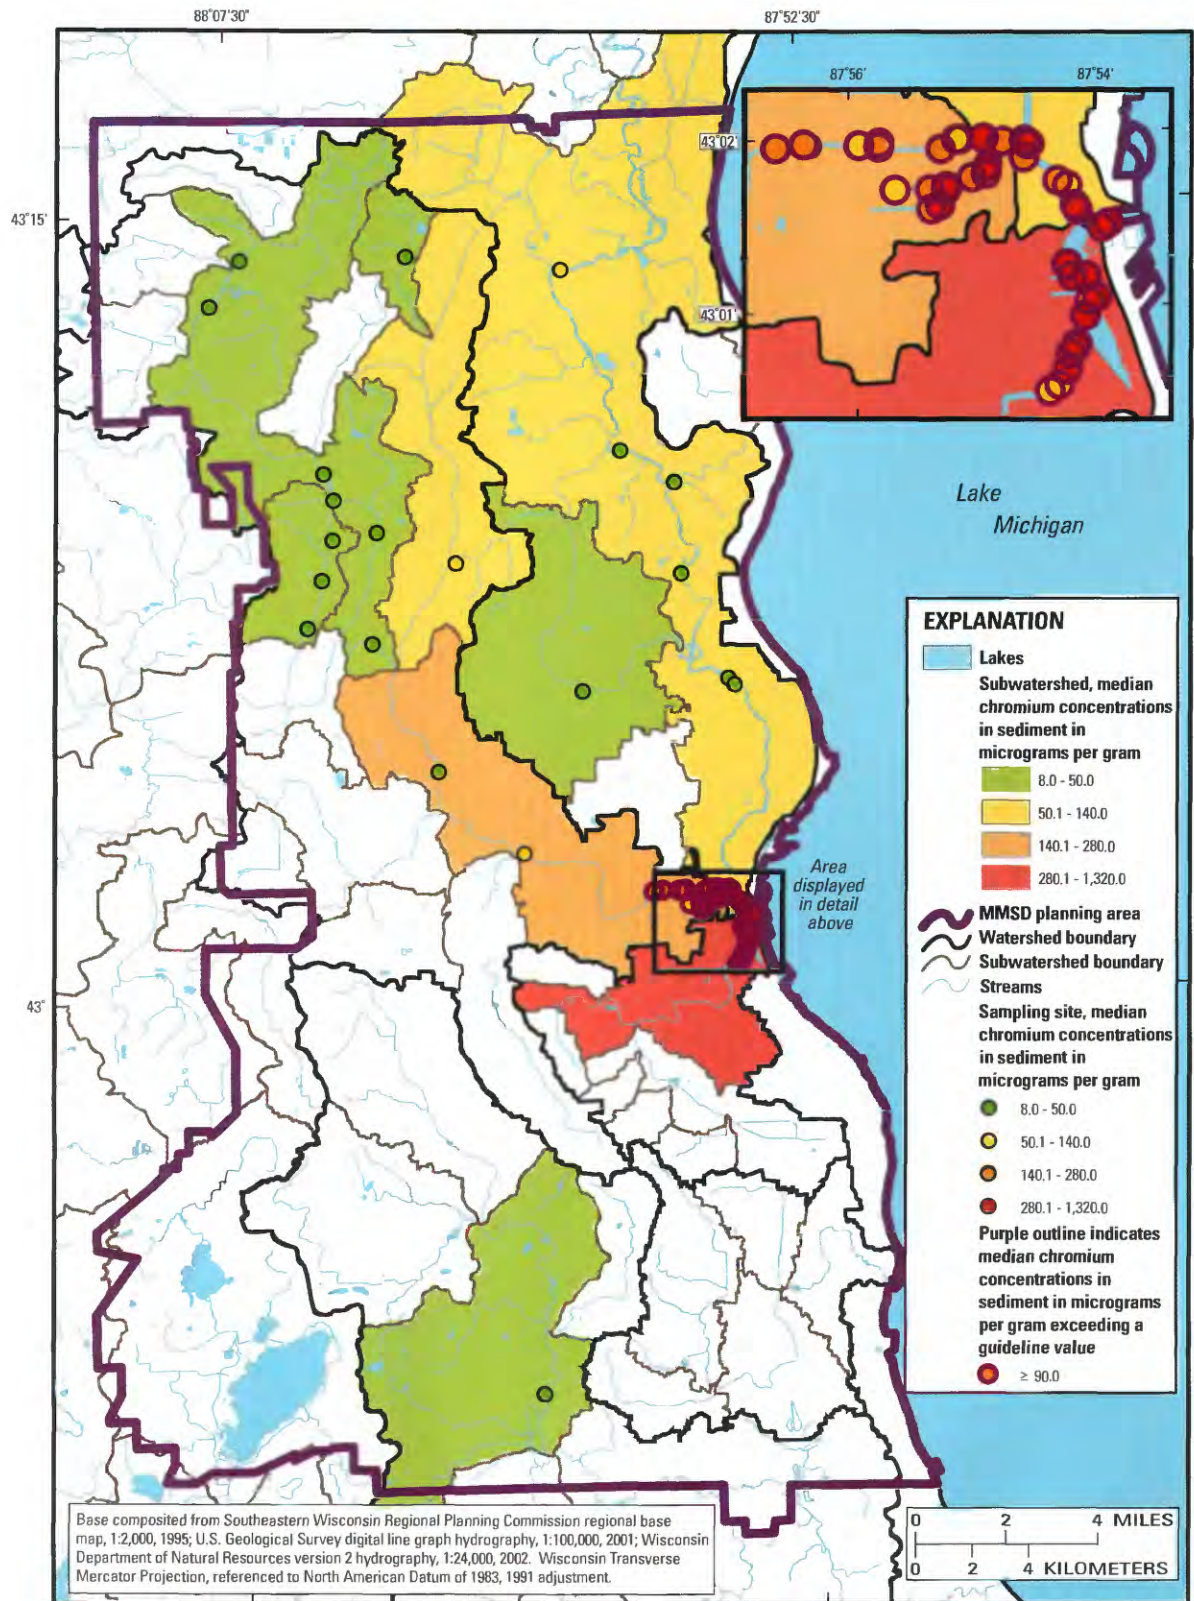 88°07'30"
87°52'30"
87°56'
87°54'
43°02'
43°15'
43°01'
Lake
Michigan
EXPLANATION
Lakes
Subwatershed, median
chromium concentrations
in sediment in
micrograms per gram
8.0 - 50.0
50.1 - 140.0
140.1 - 280.0
280.1 - 1,320.0
Area
displayed
in detail
above
MMSD planning area
Watershed boundary
Subwatershed boundary
Streams
43°
Sampling site, median
chromium concentrations
in sediment in
micrograms per gram
8.0 - 50.0
50.1 - 140.0
140.1 - 280.0
280.1 - 1,320.0
Purple outline indicates
median chromium
concentrations in
sediment in micrograms
per gram exceeding a
guideline value
≥ 90.0
Base composited from Southeastern Wisconsin Regional Planning Commission regional base
map, 1:2,000, 1995; U.S. Geological Survey digital line graph hydrography, 1:100,000, 2001; Wisconsin
Department of Natural Resources version 2 hydrography, 1:24,000, 2002. Wisconsin Transverse
Mercator Projection, referenced to North American Datum of 1983, 1991 adjustment.
0 2 4 MILES
0 2 4 KILOMETERS